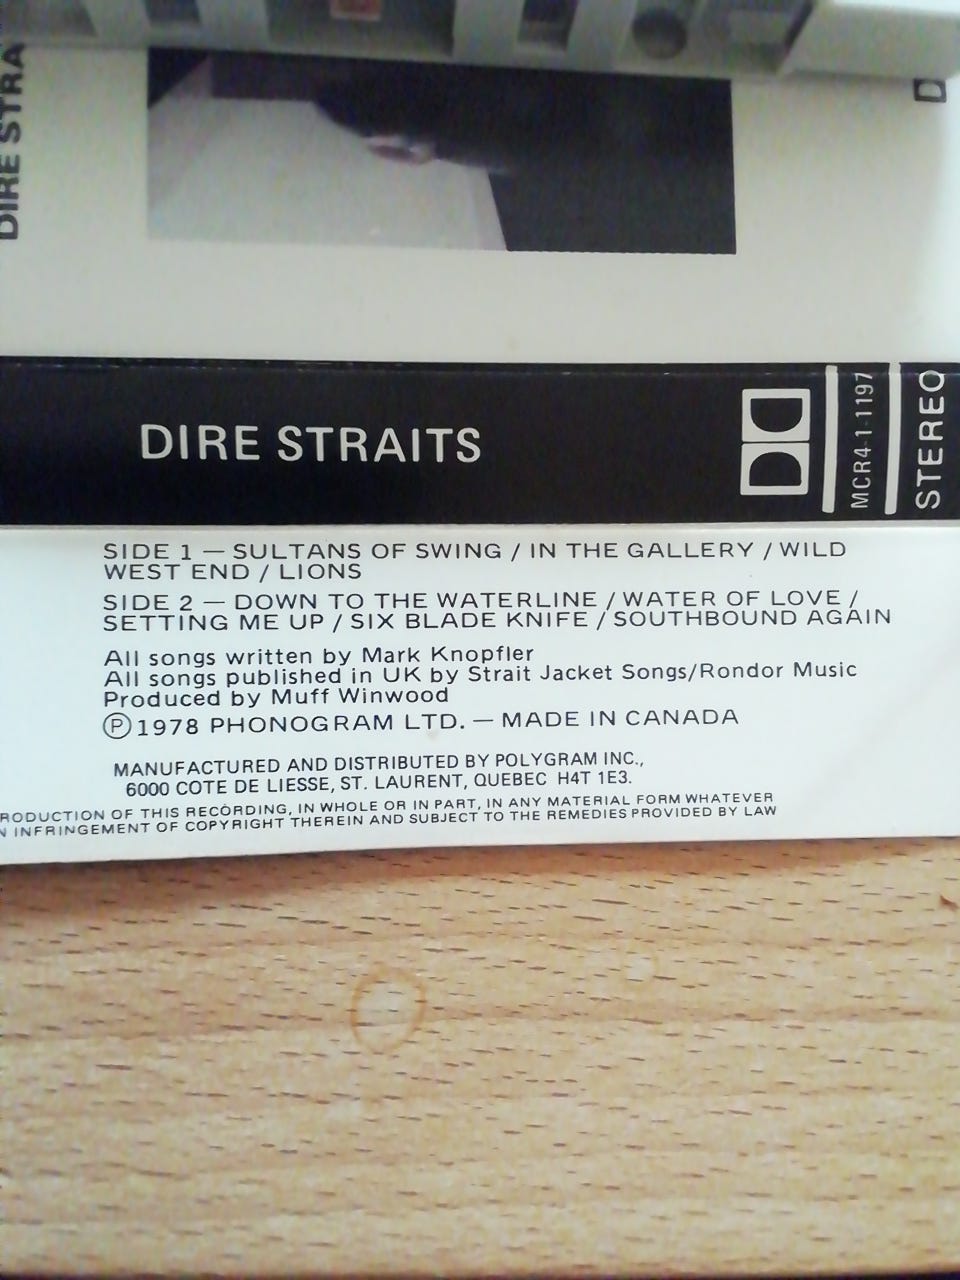 DIRE STRA
D
DIRE STRAITS
MCR4-1-1197
STEREO
SIDE 1 — SULTANS OF SWING / IN THE GALLERY / WILD
WEST END / LIONS
SIDE 2 — DOWN TO THE WATERLINE / WATER OF LOVE /
SETTING ME UP / SIX BLADE KNIFE / SOUTHBOUND AGAIN
All songs written by Mark Knopfler
All songs published in UK by Strait Jacket Songs/Rondor Music
Produced by Muff Winwood
Ⓟ 1978 PHONOGRAM LTD. — MADE IN CANADA
MANUFACTURED AND DISTRIBUTED BY POLYGRAM INC.,
6000 COTE DE LIESSE, ST. LAURENT, QUEBEC H4T 1E3.
RODUCTION OF THIS RECORDING, IN WHOLE OR IN PART, IN ANY MATERIAL FORM WHATEVER
N INFRINGEMENT OF COPYRIGHT THEREIN AND SUBJECT TO THE REMEDIES PROVIDED BY LAW